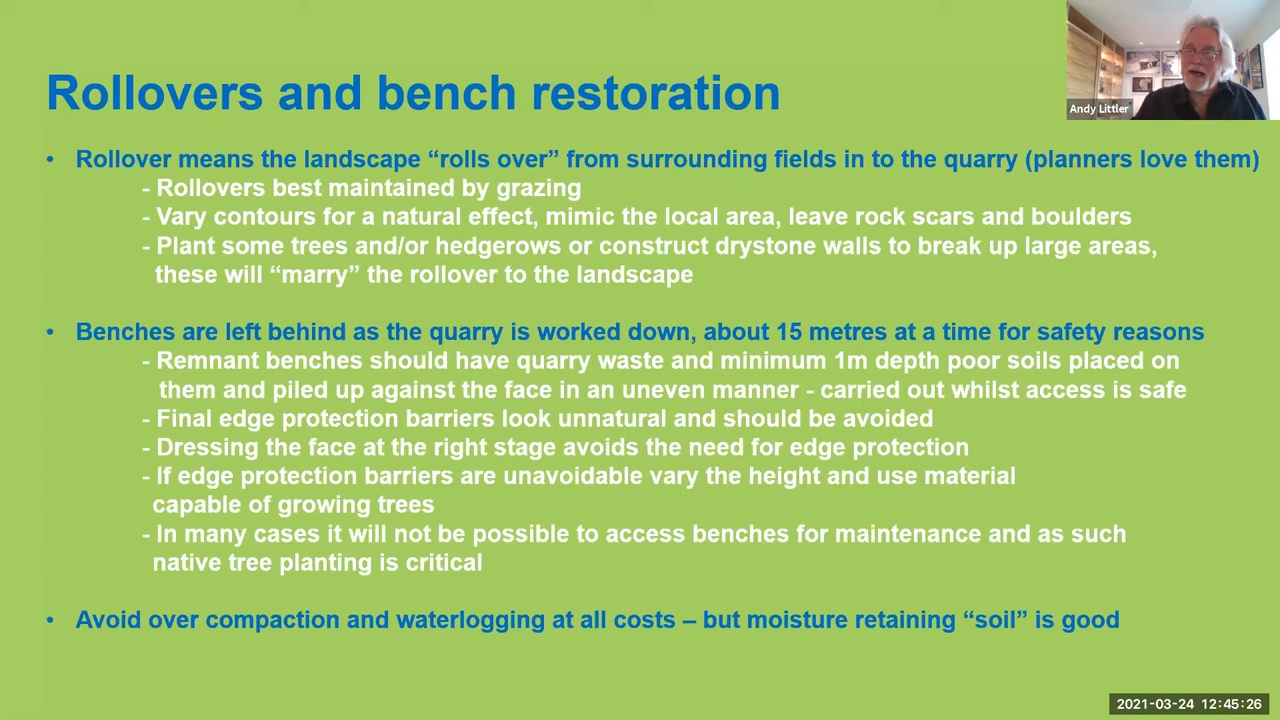 Rollovers and bench restoration
Andy Littler
• Rollover means the landscape “rolls over” from surrounding fields in to the quarry (planners love them)
- Rollovers best maintained by grazing
- Vary contours for a natural effect, mimic the local area, leave rock scars and boulders
- Plant some trees and/or hedgerows or construct drystone walls to break up large areas,
these will “marry” the rollover to the landscape
• Benches are left behind as the quarry is worked down, about 15 metres at a time for safety reasons
- Remnant benches should have quarry waste and minimum 1m depth poor soils placed on
them and piled up against the face in an uneven manner - carried out whilst access is safe
- Final edge protection barriers look unnatural and should be avoided
- Dressing the face at the right stage avoids the need for edge protection
- If edge protection barriers are unavoidable vary the height and use material
capable of growing trees
- In many cases it will not be possible to access benches for maintenance and as such
native tree planting is critical
• Avoid over compaction and waterlogging at all costs – but moisture retaining “soil” is good
2021-03-24 12:45:26